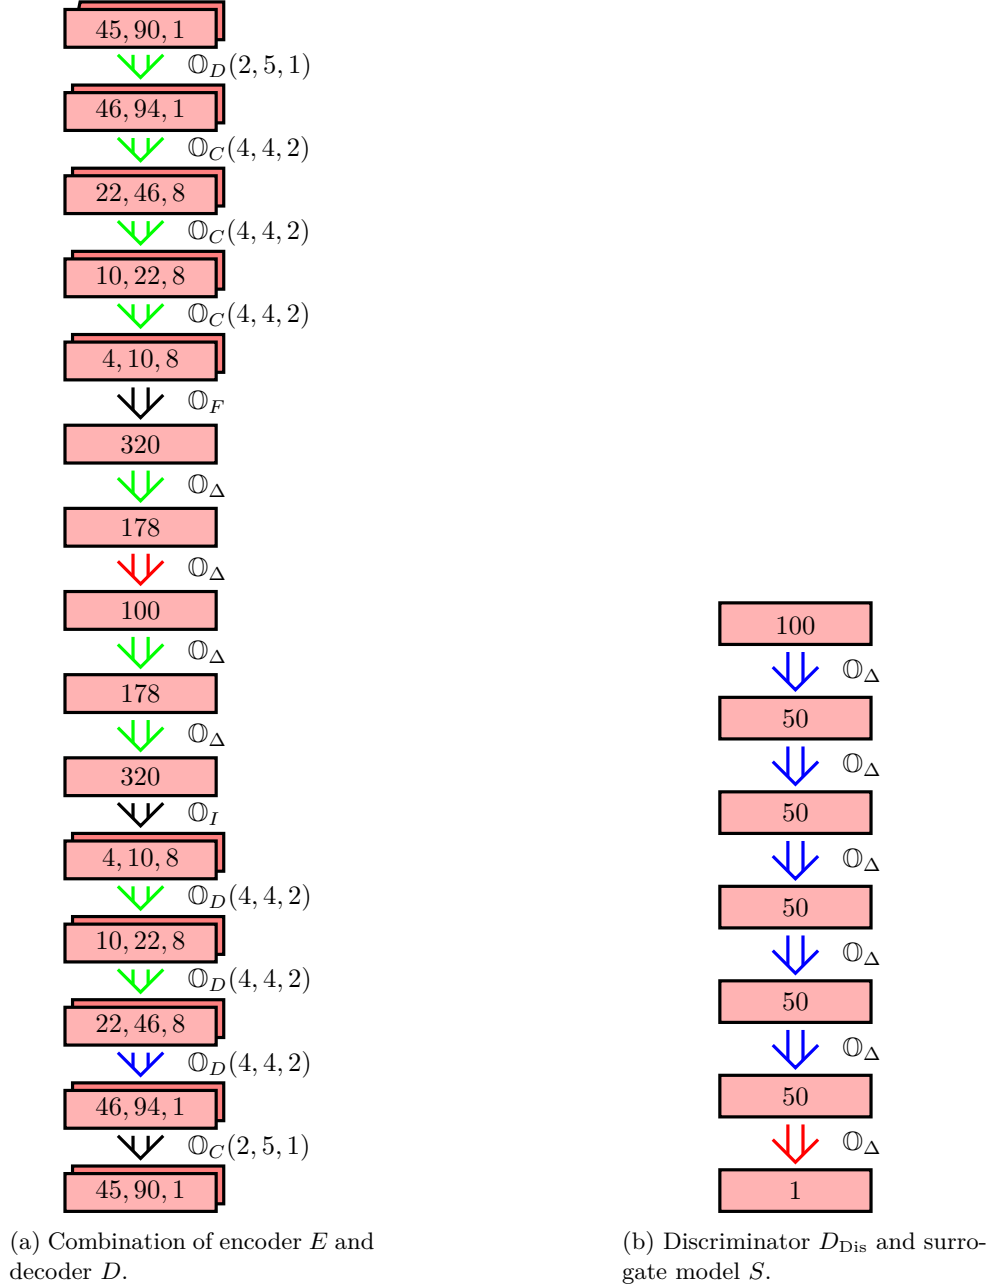 45, 90, 1
𝕆_D(2, 5, 1)
46, 94, 1
𝕆_C(4, 4, 2)
22, 46, 8
𝕆_C(4, 4, 2)
10, 22, 8
𝕆_C(4, 4, 2)
4, 10, 8
𝕆_F
320
𝕆_Δ
178
𝕆_Δ
100
𝕆_Δ
178
𝕆_Δ
320
𝕆_I
4, 10, 8
𝕆_D(4, 4, 2)
10, 22, 8
𝕆_D(4, 4, 2)
22, 46, 8
𝕆_D(4, 4, 2)
46, 94, 1
𝕆_C(2, 5, 1)
45, 90, 1
(a) Combination of encoder E and
decoder D.
100
𝕆_Δ
50
𝕆_Δ
50
𝕆_Δ
50
𝕆_Δ
50
𝕆_Δ
50
𝕆_Δ
1
(b) Discriminator D_Dis and surro-
gate model S.